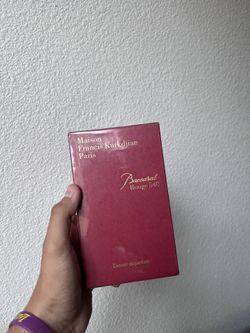 Maison
Francis Kurkdjian
Paris
Baccarat
Rouge 540
Extrait de parfum